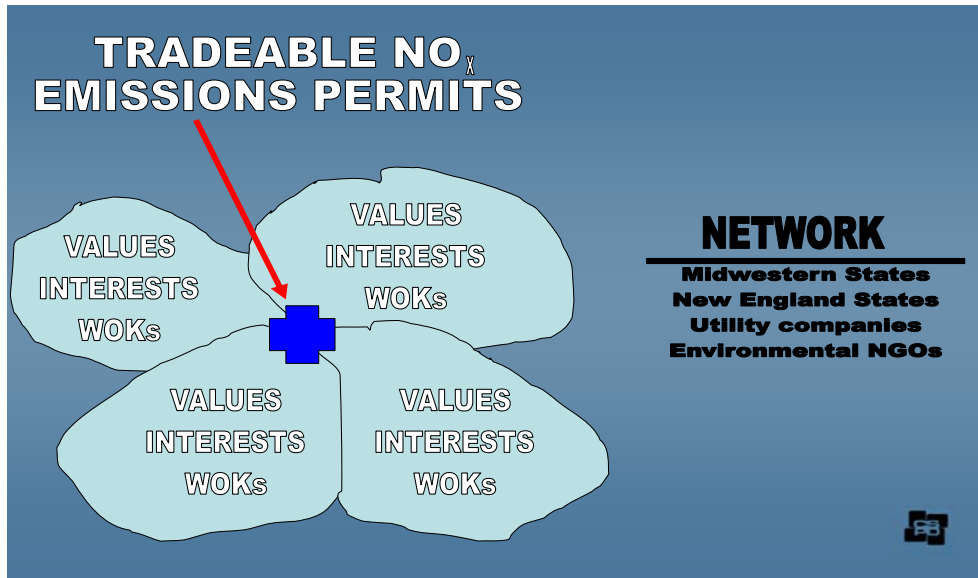 TRADEABLE NOX
EMISSIONS PERMITS
VALUES
INTERESTS
WOKs
VALUES
INTERESTS
WOKs
VALUES
INTERESTS
WOKs
VALUES
INTERESTS
WOKs
NETWORK
Midwestern States
New England States
Utility companies
Environmental NGOs